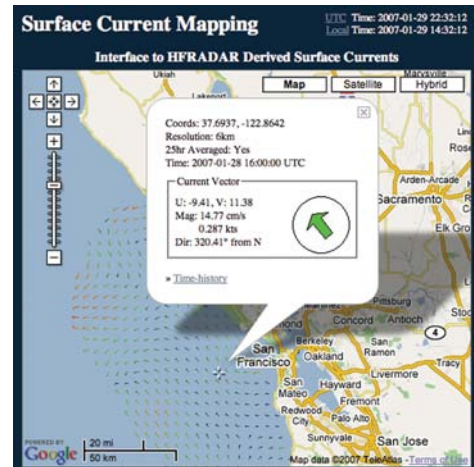 Surface Current Mapping
UTC Time: 2007-01-29 22:32:12
Local Time: 2007-01-29 14:32:12
Interface to HFRADAR Derived Surface Currents
Ukiah
Lakeport
Marysville
Map
Satellite
Hybrid
Coords: 37.6937, -122.8642
Resolution: 6km
25hr Averaged: Yes
Time: 2007-01-28 16:00:00 UTC
Current Vector
U: -9.41, V: 11.38
Mag: 14.77 cm/s
0.287 kts
Dir: 320.41° from N
» Time-history
Arden-Arcade
Sacramento
Elk Gro
Pittsburg
Concord
Antioch
Stoc
4
Berkeley
San
Ramon
Tracy
San
Francisco
Oakland
Livermore
San
Mateo
Hayward
Fremont
Redwood
City
Palo Alto
Sunnyvale
San Jose
POWERED BY
Google
20 mi
50 km
Map data ©2007 TeleAtlas - Terms of Use